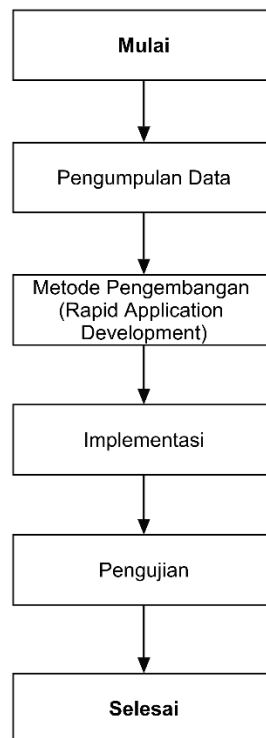 Mulai
Pengumpulan Data
Metode Pengembangan
(Rapid Application
Development)
Implementasi
Pengujian
Selesai